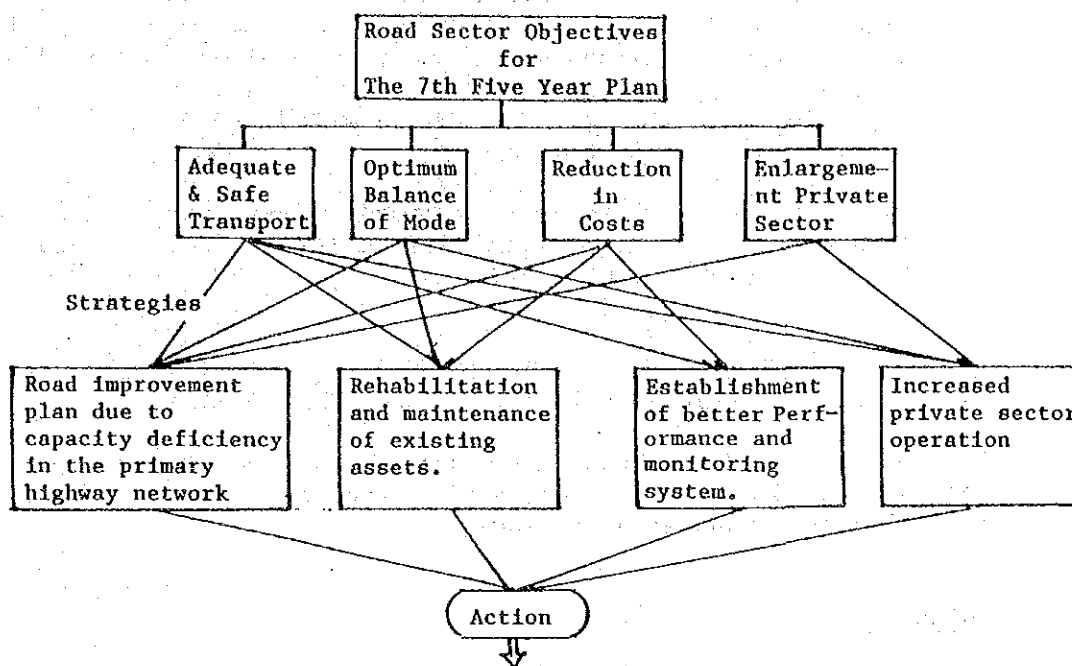 Road Sector Objectives
for
The 7th Five Year Plan
Adequate
& Safe
Transport
Optimum
Balance
of Mode
Reduction
in
Costs
Enlargeme-
nt Private
Sector
Strategies
Road improvement
plan due to
capacity deficiency
in the primary
highway network
Rehabilitation
and maintenance
of existing
assets.
Establishment
of better Perf-
ormance and
monitoring
system.
Increased
private sector
operation
Action